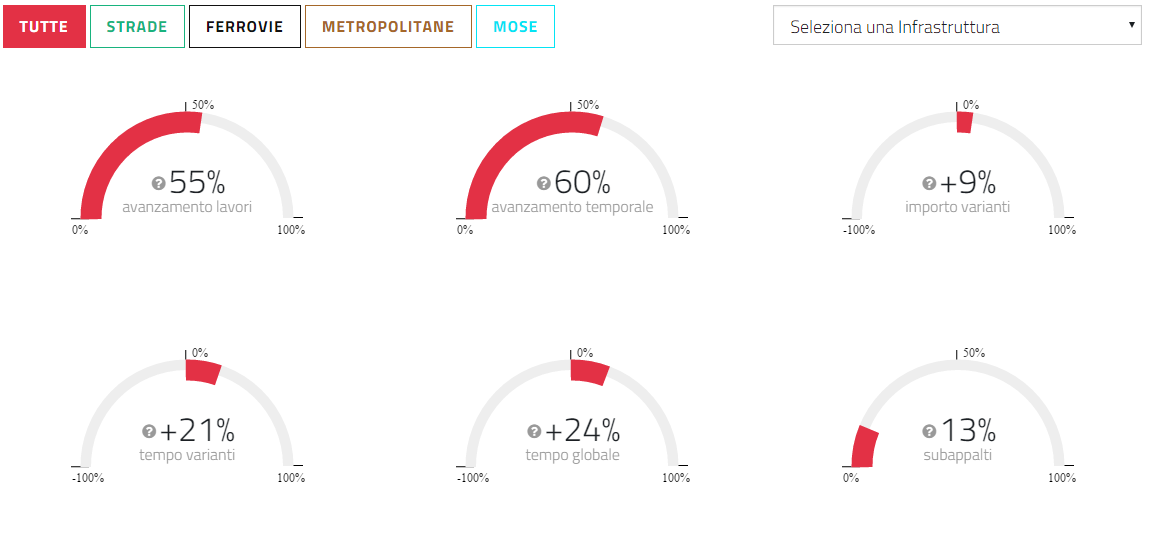 TUTTE STRADE FERROVIE METROPOLITANE MOSE Seleziona una Infrastruttura
50% 50% 0%
55% 60% +9%
avanzamento lavori avanzamento temporale importo varianti
0% 100% 0% 100% -100% 100%
0% 0% 50%
+21% +24% 13%
tempo varianti tempo globale subappalti
-100% 100% -100% 100% 0% 100%